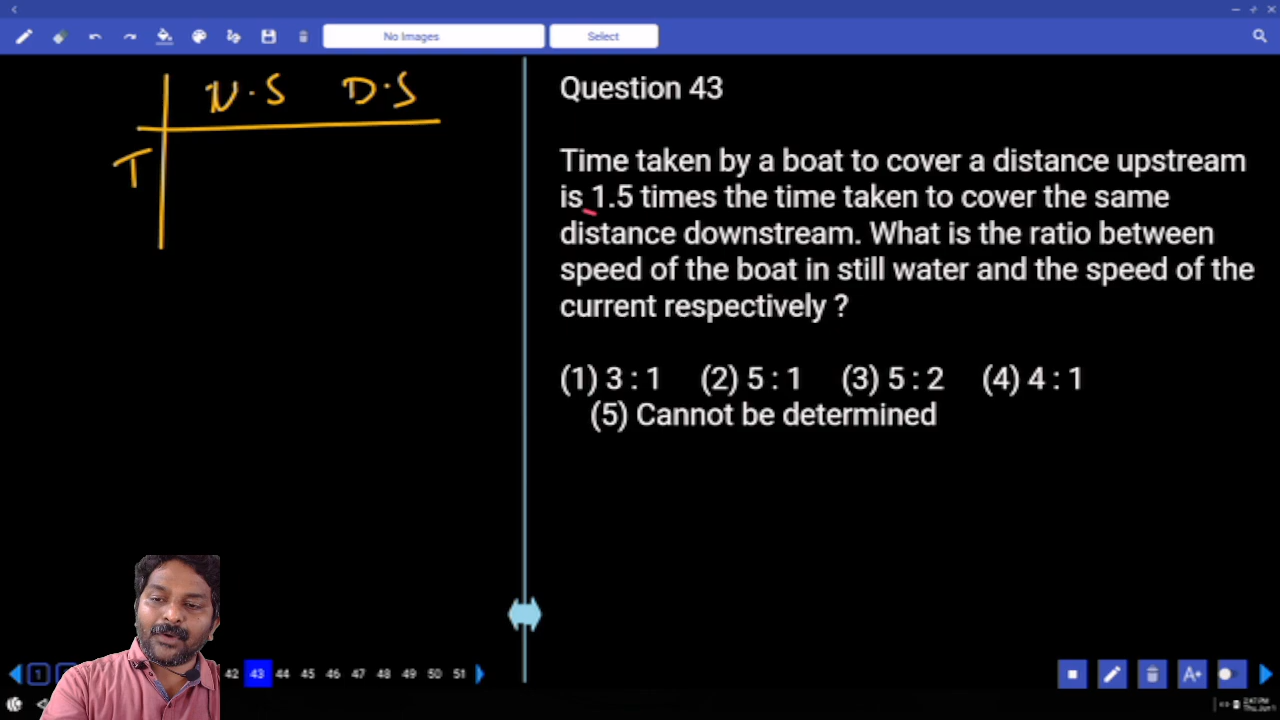 No Images
Select
U.S D.S
T
Question 43
Time taken by a boat to cover a distance upstream
is 1.5 times the time taken to cover the same
distance downstream. What is the ratio between
speed of the boat in still water and the speed of the
current respectively ?
(1) 3 : 1 (2) 5 : 1 (3) 5 : 2 (4) 4 : 1
(5) Cannot be determined
1 42 43 44 45 46 47 48 49 50 51
A+